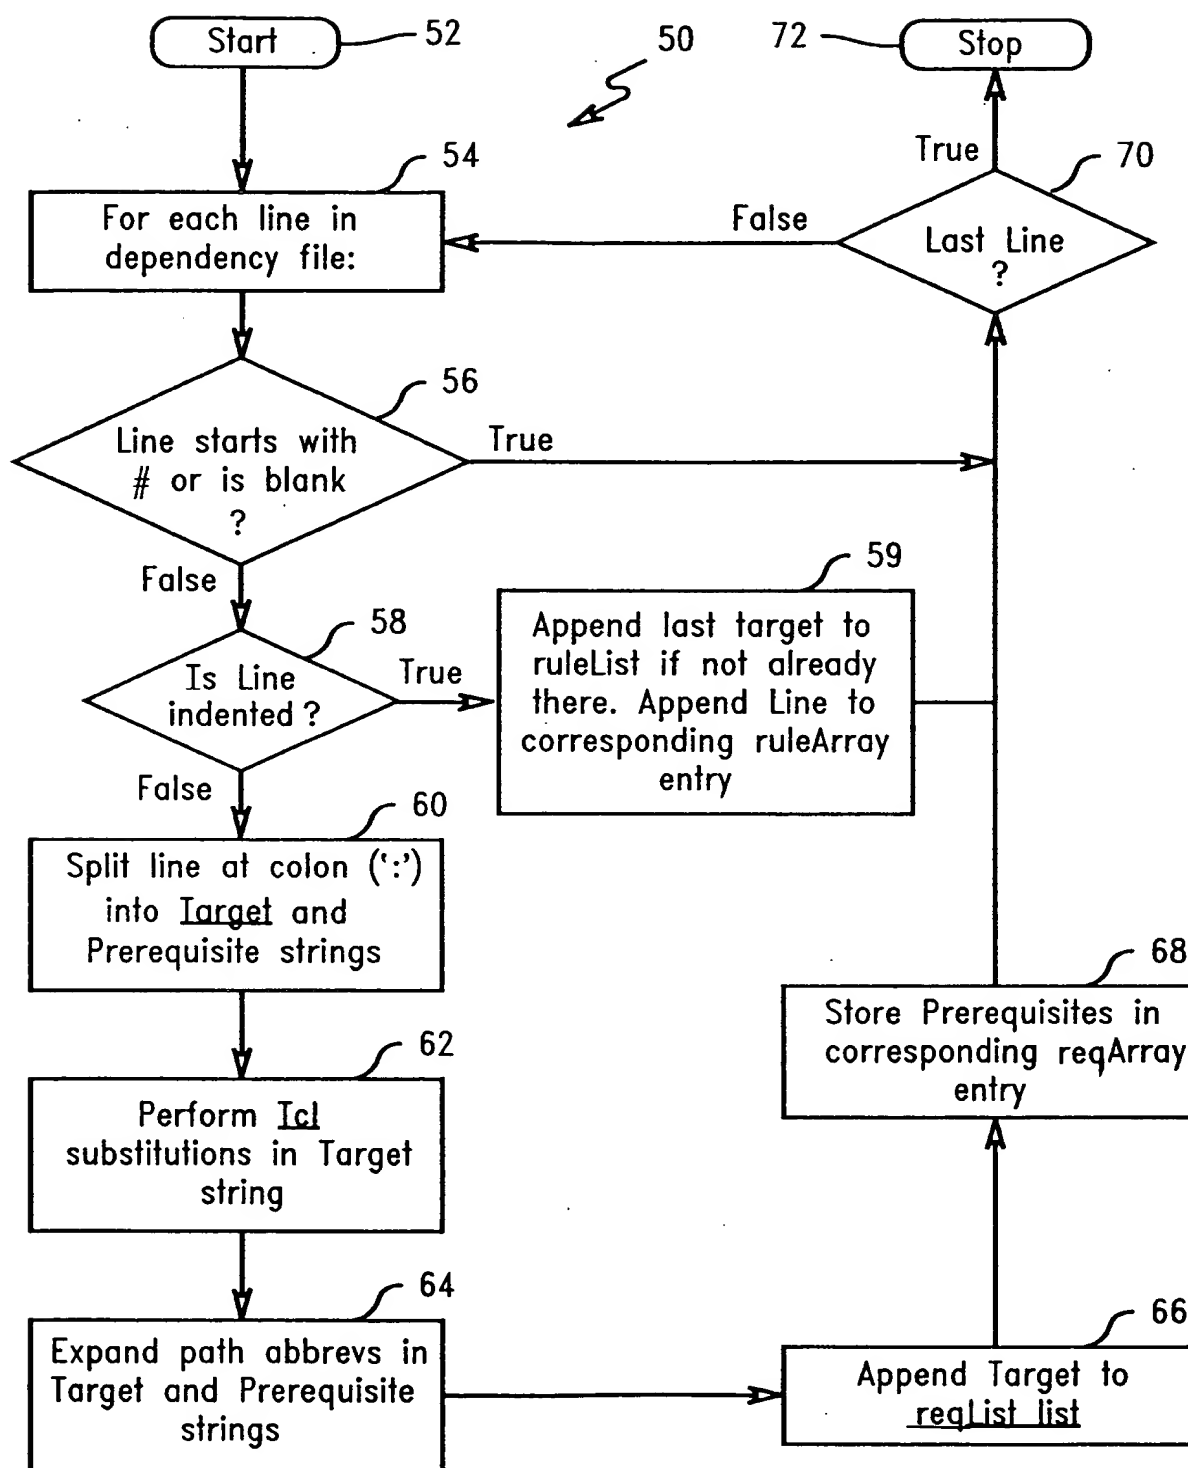 Start
52
50
72
Stop
True
70
54
For each line in
dependency file:
False
Last Line
?
56
Line starts with
# or is blank
?
True
False
59
58
Is Line
indented ?
True
Append last target to
ruleList if not already
there. Append Line to
corresponding ruleArray
entry
False
60
Split line at colon (':')
into Target and
Prerequisite strings
68
Store Prerequisites in
corresponding reqArray
entry
62
Perform Tcl
substitutions in Target
string
64
Expand path abbrevs in
Target and Prerequisite
strings
66
Append Target to
reqList list